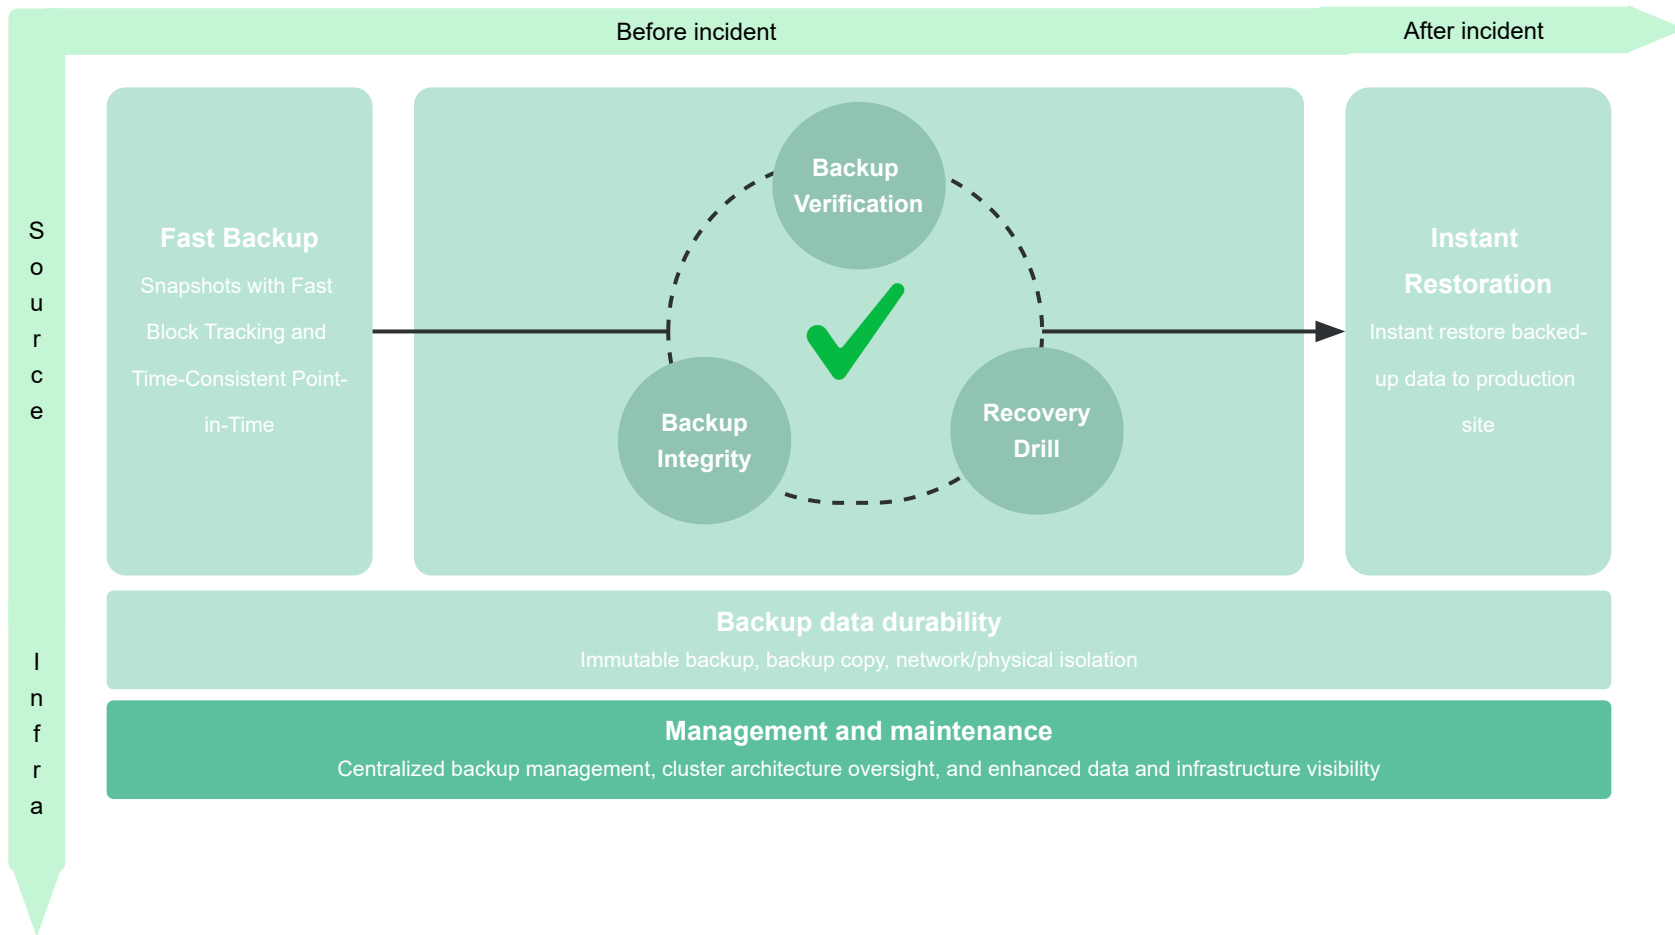 Before incident
After incident
Source
Infra
Fast Backup
Snapshots with Fast
Block Tracking and
Time-Consistent Point-
in-Time
Backup
Verification
Backup
Integrity
Recovery
Drill
Instant
Restoration
Instant restore backed-
up data to production
site
Backup data durability
Immutable backup, backup copy, network/physical isolation
Management and maintenance
Centralized backup management, cluster architecture oversight, and enhanced data and infrastructure visibility